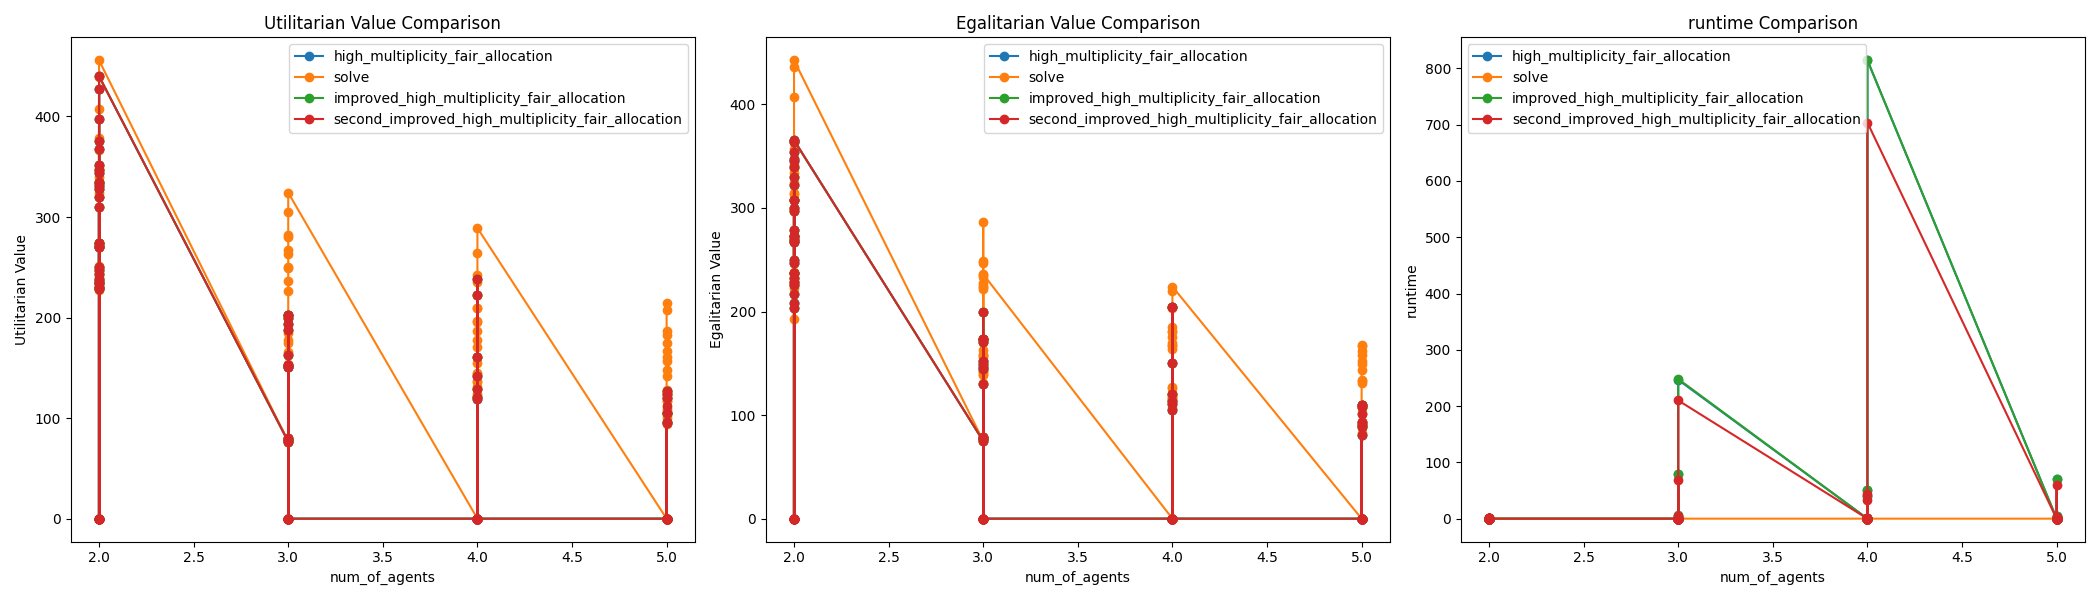 Utilitarian Value Comparison
Utilitarian Value
400
300
200
100
0
high_multiplicity_fair_allocation
solve
improved_high_multiplicity_fair_allocation
second_improved_high_multiplicity_fair_allocation
2.0 2.5 3.0 3.5 4.0 4.5 5.0
num_of_agents
Egalitarian Value Comparison
Egalitarian Value
400
300
200
100
0
high_multiplicity_fair_allocation
solve
improved_high_multiplicity_fair_allocation
second_improved_high_multiplicity_fair_allocation
2.0 2.5 3.0 3.5 4.0 4.5 5.0
num_of_agents
runtime Comparison
runtime
800
700
600
500
400
300
200
100
0
high_multiplicity_fair_allocation
solve
improved_high_multiplicity_fair_allocation
second_improved_high_multiplicity_fair_allocation
2.0 2.5 3.0 3.5 4.0 4.5 5.0
num_of_agents